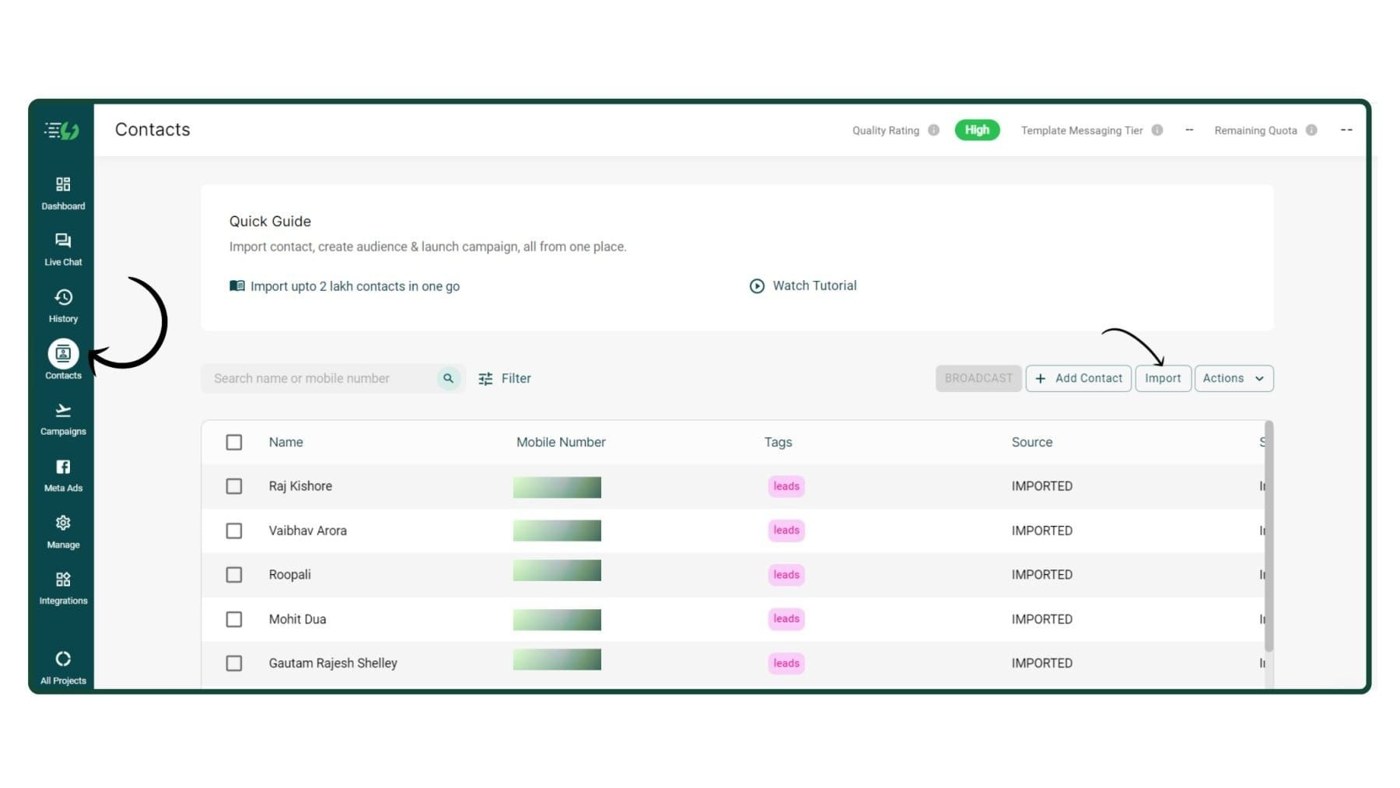 Contacts
Quality Rating High Template Messaging Tier -- Remaining Quota --
Dashboard
Live Chat
History
Contacts
Campaigns
Meta Ads
Manage
Integrations
All Projects
Quick Guide
Import contact, create audience & launch campaign, all from one place.
Import upto 2 lakh contacts in one go Watch Tutorial
Search name or mobile number Filter BROADCAST + Add Contact Import Actions
Name Mobile Number Tags Source
Raj Kishore leads IMPORTED
Vaibhav Arora leads IMPORTED
Roopali leads IMPORTED
Mohit Dua leads IMPORTED
Gautam Rajesh Shelley leads IMPORTED